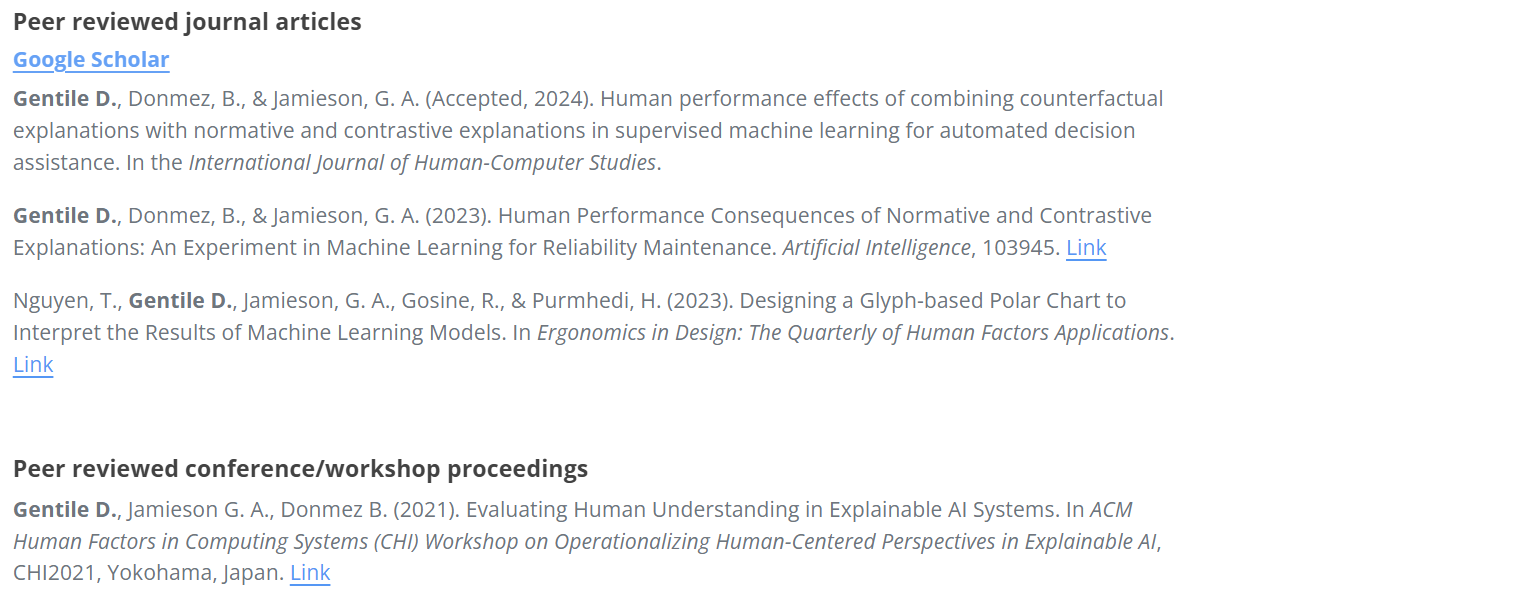 Peer reviewed journal articles
Google Scholar
Gentile D., Donmez, B., & Jamieson, G. A. (Accepted, 2024). Human performance effects of combining counterfactual
explanations with normative and contrastive explanations in supervised machine learning for automated decision
assistance. In the International Journal of Human-Computer Studies.
Gentile D., Donmez, B., & Jamieson, G. A. (2023). Human Performance Consequences of Normative and Contrastive
Explanations: An Experiment in Machine Learning for Reliability Maintenance. Artificial Intelligence, 103945. Link
Nguyen, T., Gentile D., Jamieson, G. A., Gosine, R., & Purmhedi, H. (2023). Designing a Glyph-based Polar Chart to
Interpret the Results of Machine Learning Models. In Ergonomics in Design: The Quarterly of Human Factors Applications.
Link
Peer reviewed conference/workshop proceedings
Gentile D., Jamieson G. A., Donmez B. (2021). Evaluating Human Understanding in Explainable AI Systems. In ACM
Human Factors in Computing Systems (CHI) Workshop on Operationalizing Human-Centered Perspectives in Explainable AI,
CHI2021, Yokohama, Japan. Link